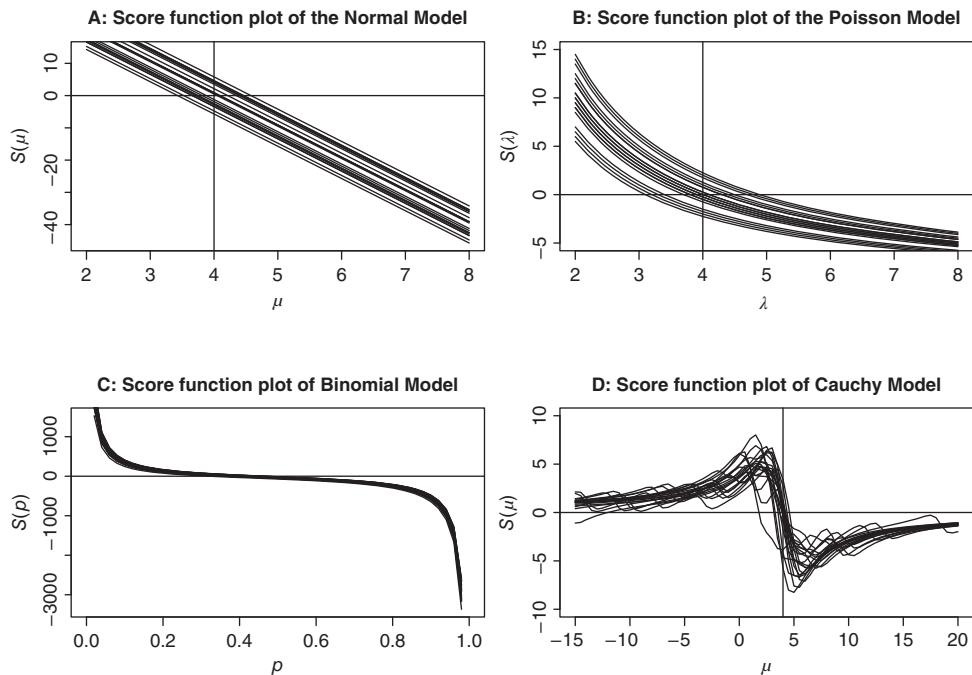 A: Score function plot of the Normal Model
S(μ)
0
−20
−40
2 3 4 5 6 7 8
μ
B: Score function plot of the Poisson Model
S(λ)
15
10
5
0
−5
2 3 4 5 6 7 8
λ
C: Score function plot of Binomial Model
S(p)
1000
0
−1000
−3000
0.0 0.2 0.4 0.6 0.8 1.0
p
D: Score function plot of Cauchy Model
S(μ)
10
5
0
−5
−10
−15 −10 −5 0 5 10 15 20
μ